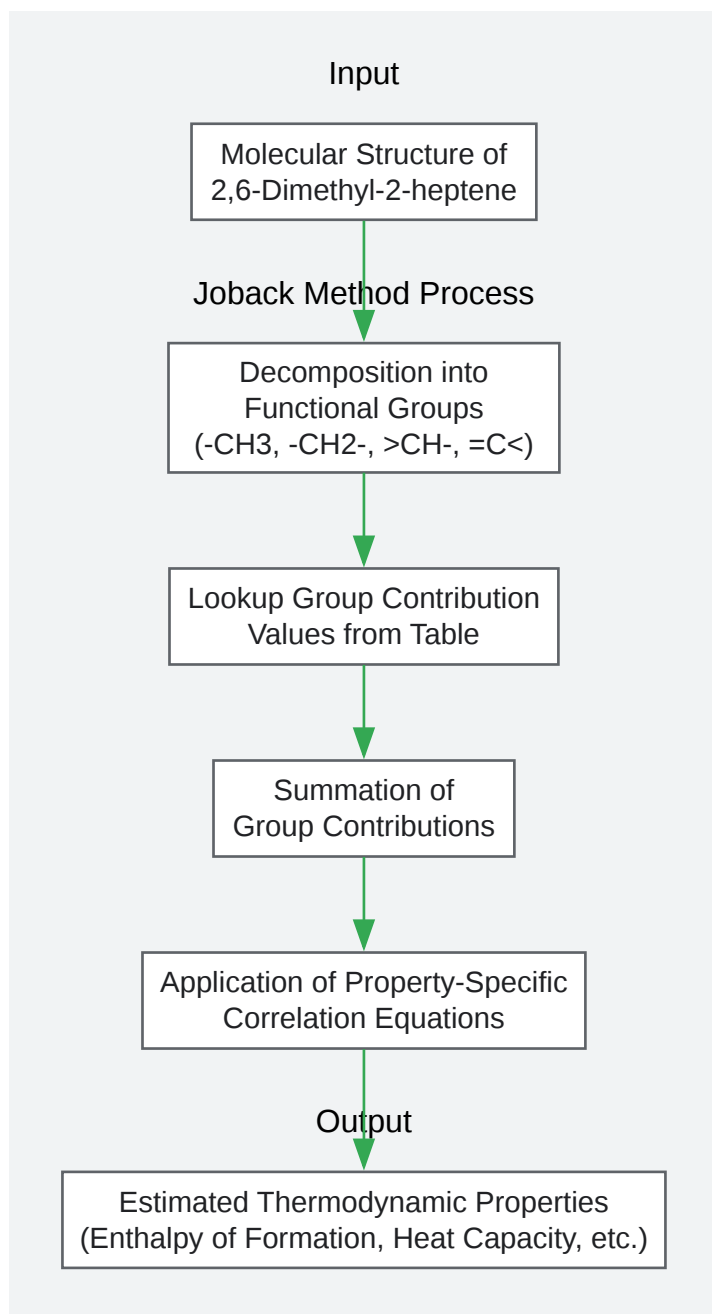 Input
Molecular Structure of
2,6-Dimethyl-2-heptene
Joback Method Process
Decomposition into
Functional Groups
(-CH3, -CH2-, >CH-, =C<)
Lookup Group Contribution
Values from Table
Summation of
Group Contributions
Application of Property-Specific
Correlation Equations
Output
Estimated Thermodynamic Properties
(Enthalpy of Formation, Heat Capacity, etc.)